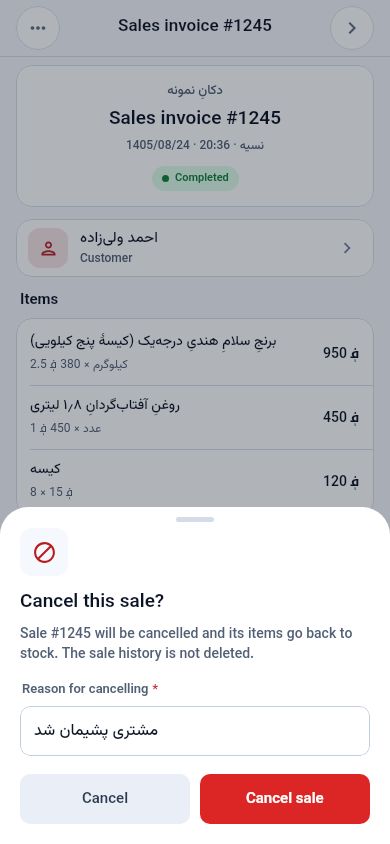 Sales invoice #1245
دکانِ نمونه
Sales invoice #1245
نسیه · 20:36 · 1405/08/24
Completed
احمد ولی‌زاده
Customer
Items
برنجِ سلامِ هندیِ درجه‌یک (کیسهٔ پنج کیلویی)
950 ؋
2.5 کیلوگرم × 380 ؋
روغنِ آفتاب‌گردانِ ۱٫۸ لیتری
450 ؋
1 عدد × 450 ؋
کیسه
120 ؋
8 × 15 ؋
Cancel this sale?
Sale #1245 will be cancelled and its items go back to
stock. The sale history is not deleted.
Reason for cancelling *
مشتری پشیمان شد
Cancel
Cancel sale